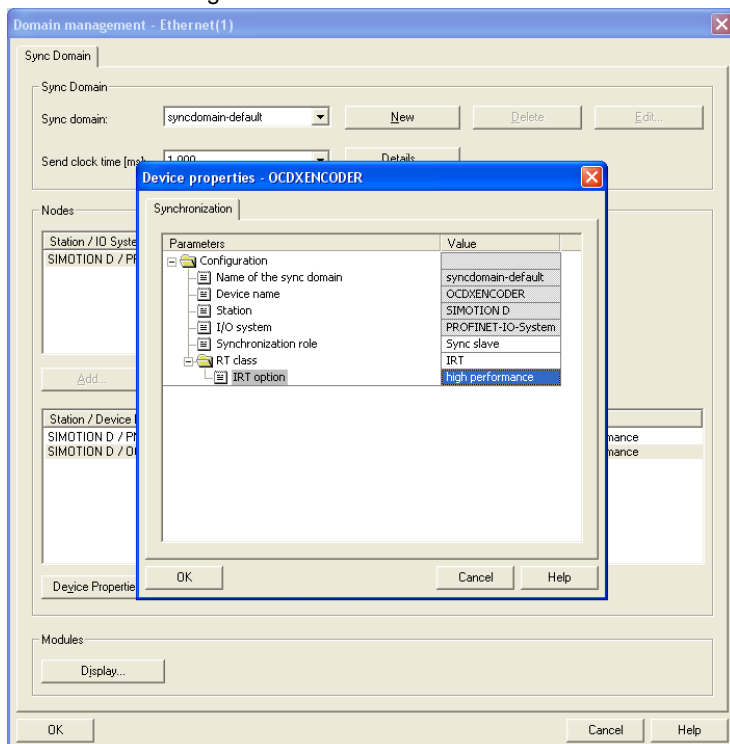 Domain management - Ethernet(1)
Sync Domain
Sync Domain
Sync domain:
syncdomain-default
New
Delete
Edit...
Send clock time [ms]:
1.000
Details
Device properties - OCDXENCODER
Synchronization
Nodes
Station / IO Syste
SIMOTION D / PR
Parameters Value
Configuration
Name of the sync domain syncdomain-default
Device name OCDXENCODER
Station SIMOTION D
I/O system PROFINET-IO-System
Synchronization role Sync slave
RT class IRT
IRT option high performance
Add...
Station / Device
SIMOTION D / PN mance
SIMOTION D / OC mance
OK
Cancel
Help
Device Propertie
Modules
Display...
OK
Cancel
Help